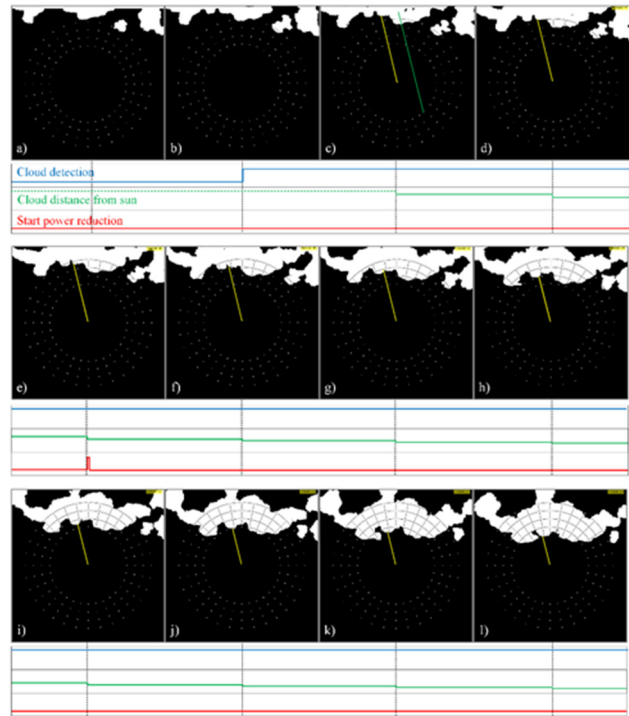 a) b) c) d)
Cloud detection
Cloud distance from sun
Start power reduction
e) f) g) h)
i) j) k) l)